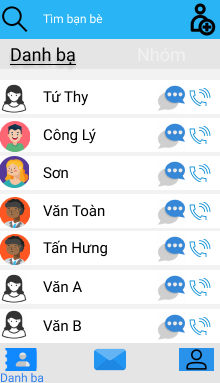 Tìm bạn bè
Danh bạ Nhóm
Tứ Thy
Công Lý
Sơn
Văn Toàn
Tấn Hưng
Văn A
Văn B
Danh bạ